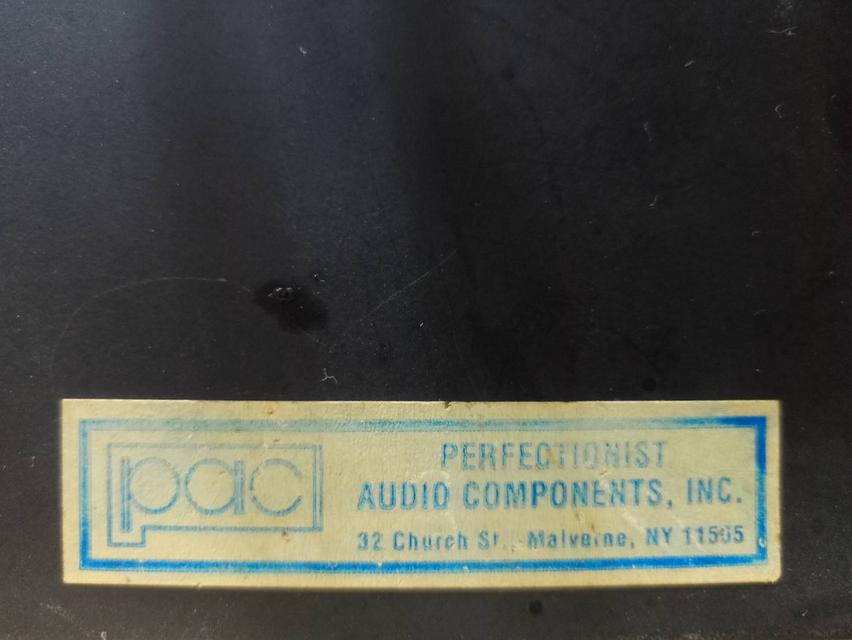 pac
PERFECTIONIST
AUDIO COMPONENTS, INC.
32 Church St., Malverne, NY 11565